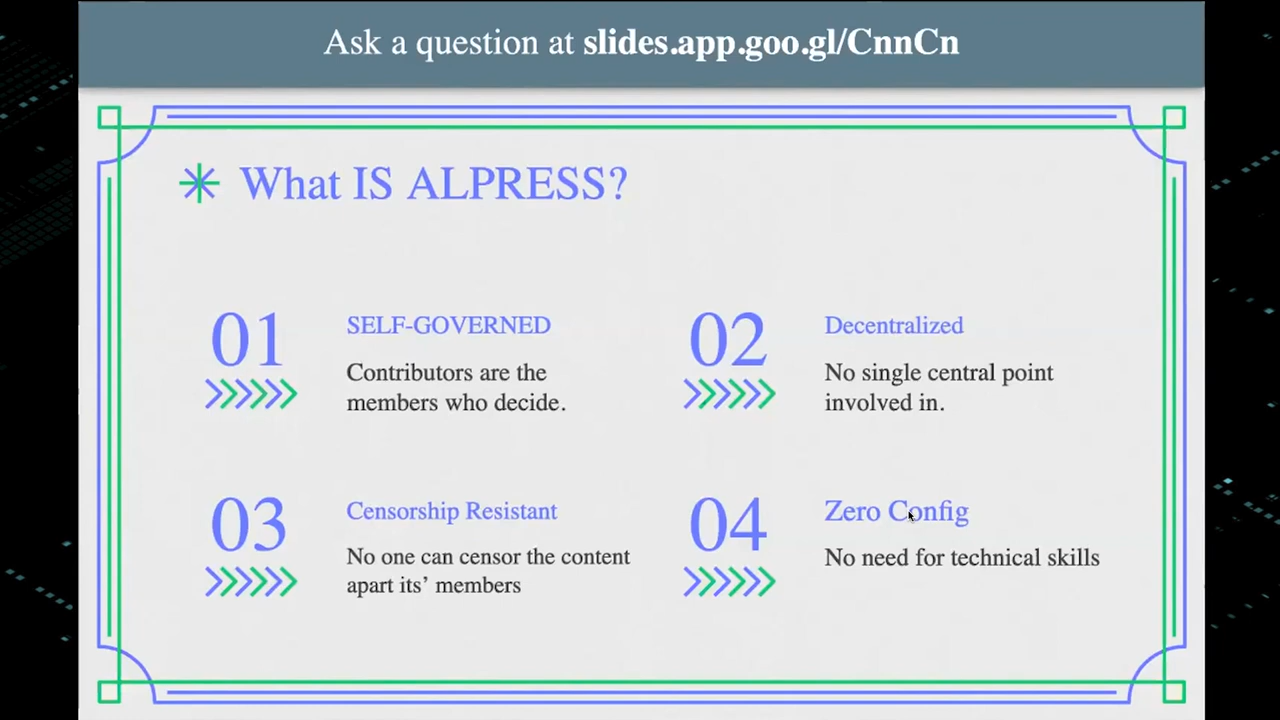 Ask a question at slides.app.goo.gl/CnnCn
What IS ALPRESS?
01
SELF-GOVERNED
Contributors are the
members who decide.
02
Decentralized
No single central point
involved in.
03
Censorship Resistant
No one can censor the content
apart its’ members
04
Zero Config
No need for technical skills